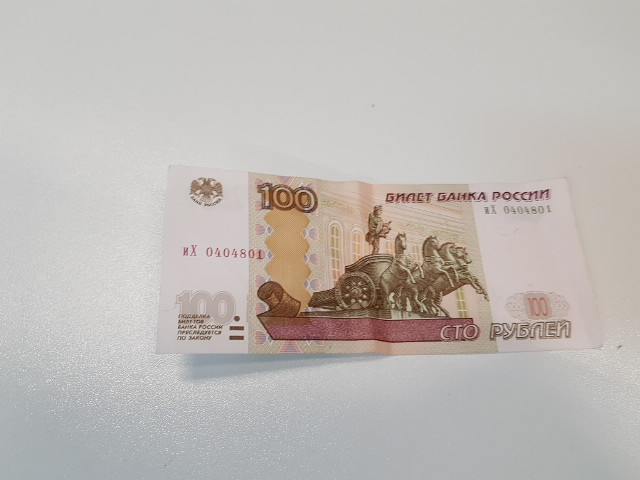 100
БИЛЕТ БАНКА РОССИИ
иХ 0404801
иХ 0404801
100
ПОДДЕЛКА
БИЛЕТОВ
БАНКА РОССИИ
ПРЕСЛЕДУЕТСЯ
ПО ЗАКОНУ
100
СТО РУБЛЕЙ